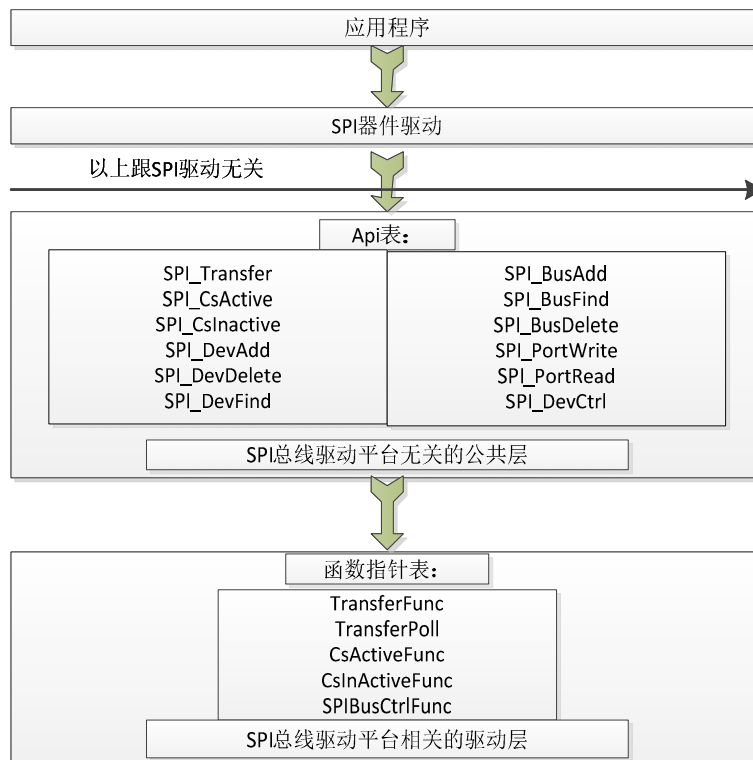 应用程序
SPI器件驱动
以上跟SPI驱动无关
Api表：
SPI_Transfer
SPI_CsActive
SPI_CsInactive
SPI_DevAdd
SPI_DevDelete
SPI_DevFind
SPI_BusAdd
SPI_BusFind
SPI_BusDelete
SPI_PortWrite
SPI_PortRead
SPI_DevCtrl
SPI总线驱动平台无关的公共层
函数指针表：
TransferFunc
TransferPoll
CsActiveFunc
CsInActiveFunc
SPIBusCtrlFunc
SPI总线驱动平台相关的驱动层